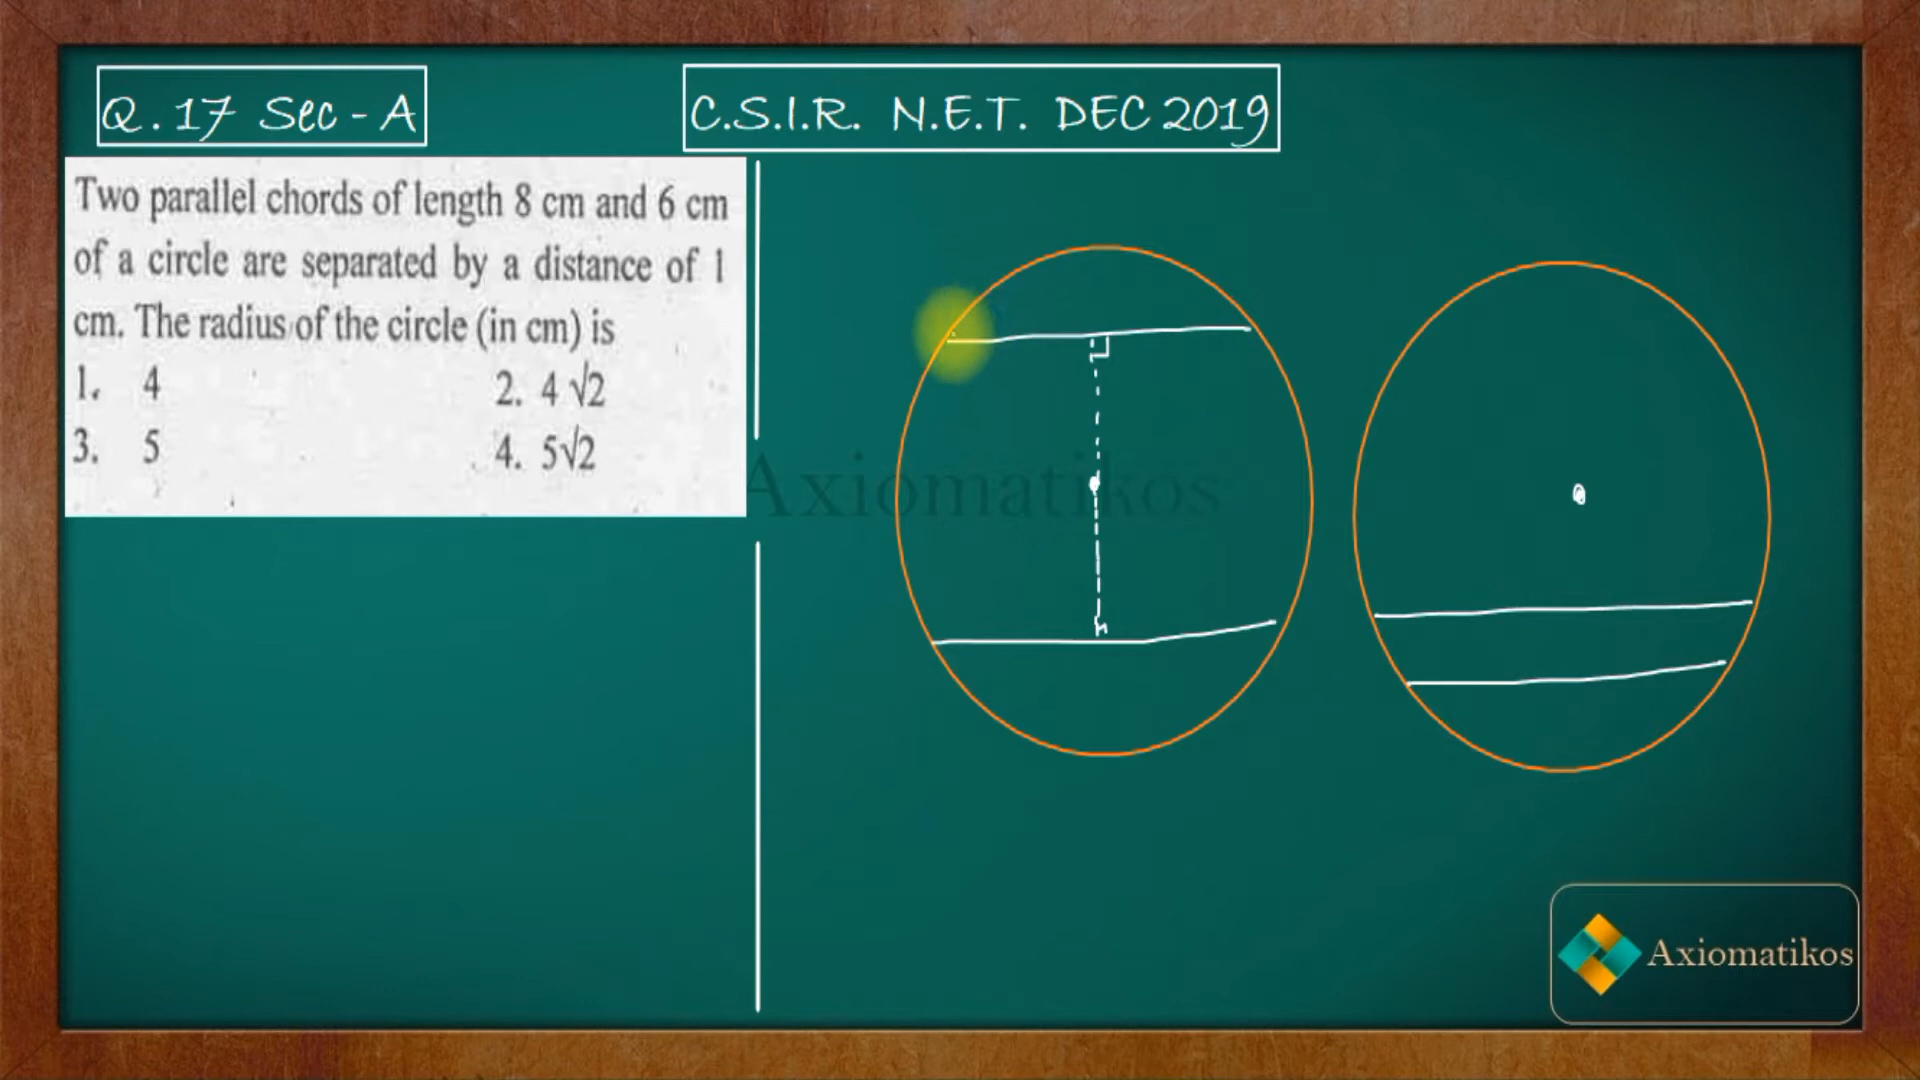 Q. 17 Sec - A
C.S.I.R. N.E.T. DEC 2019
Two parallel chords of length 8 cm and 6 cm
of a circle are separated by a distance of 1
cm. The radius of the circle (in cm) is
1. 4
2. 4 √2
3. 5
4. 5√2
Axiomatikos
Axiomatikos